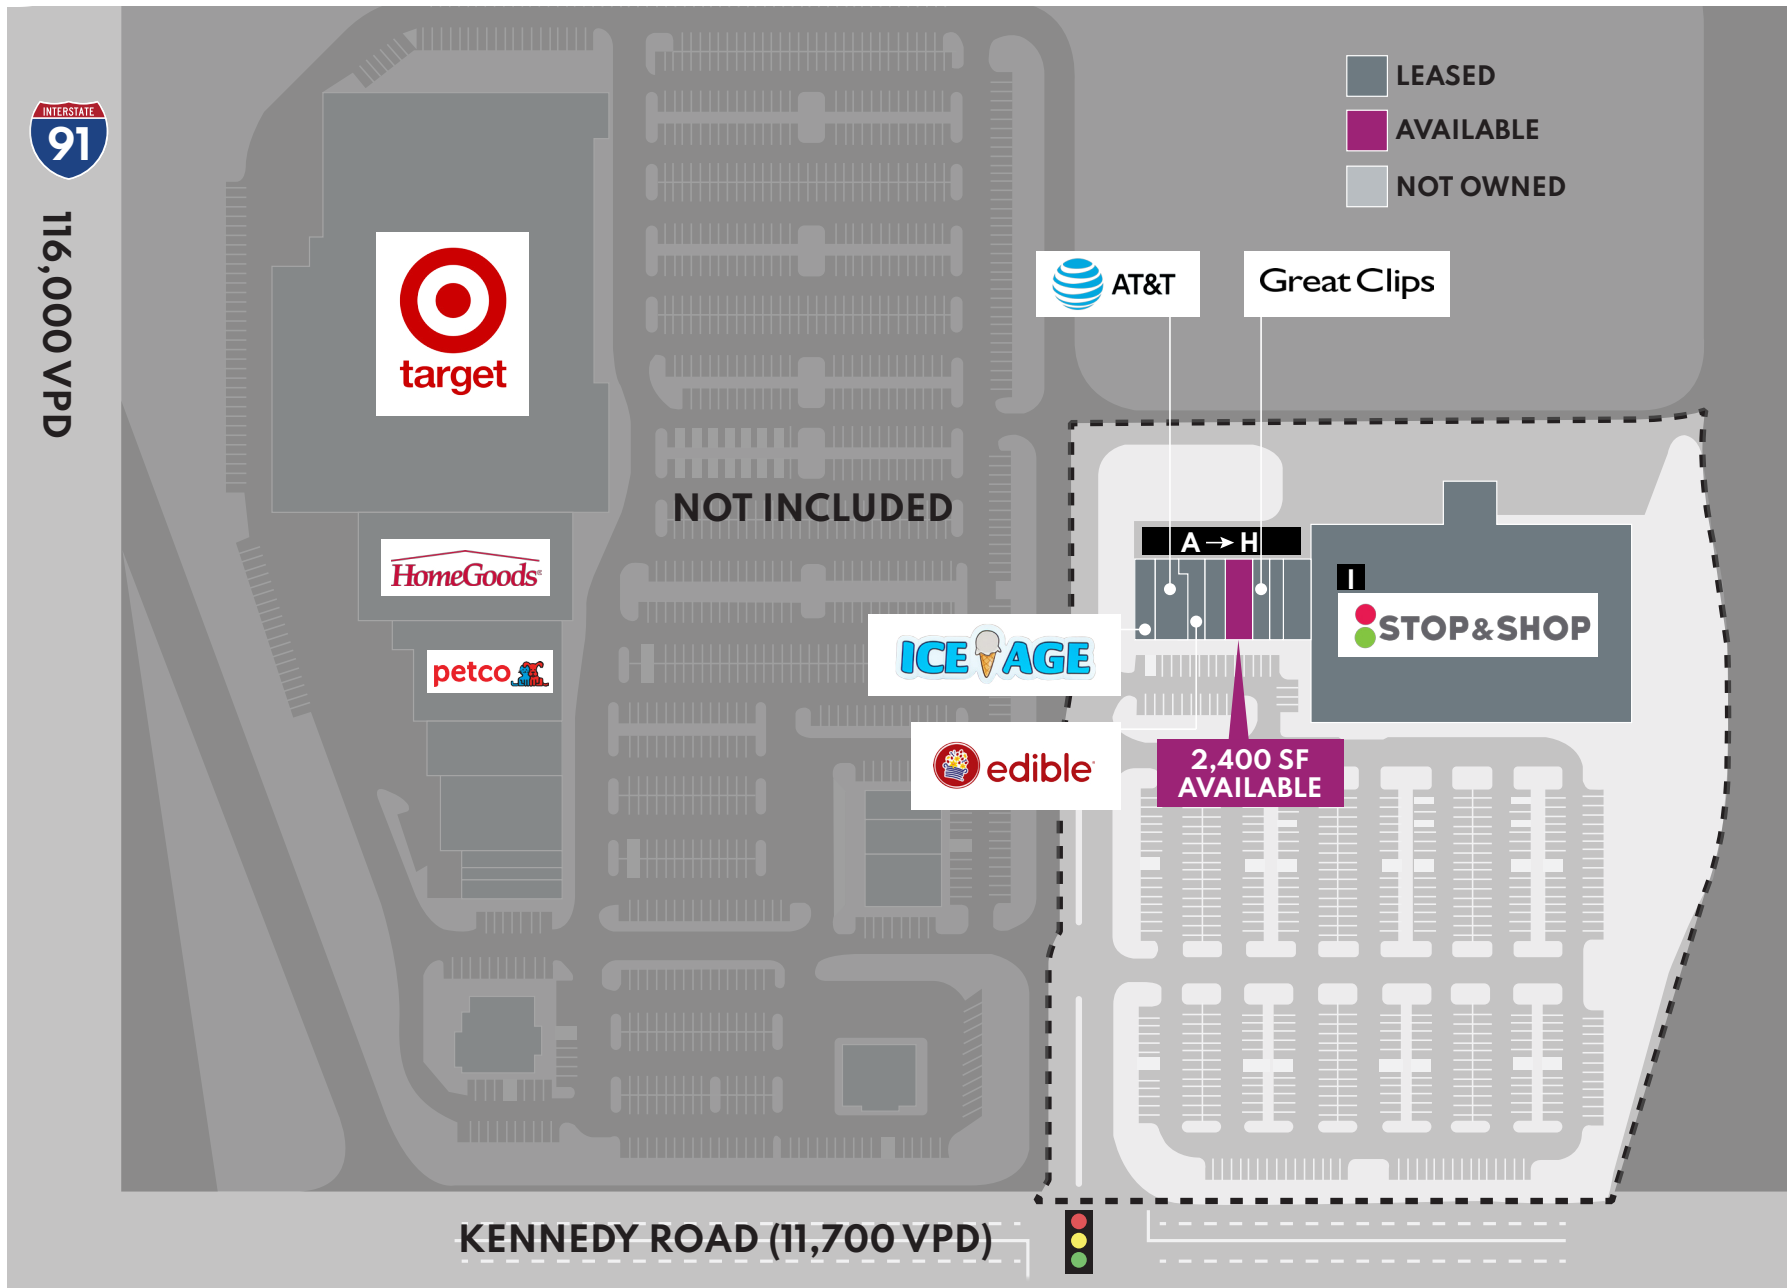 INTERSTATE
91
116,000 VPD
LEASED
AVAILABLE
NOT OWNED
target
AT&T
Great Clips
NOT INCLUDED
HomeGoods
petco
A → H
I
STOP & SHOP
ICE AGE
edible
2,400 SF
AVAILABLE
KENNEDY ROAD (11,700 VPD)